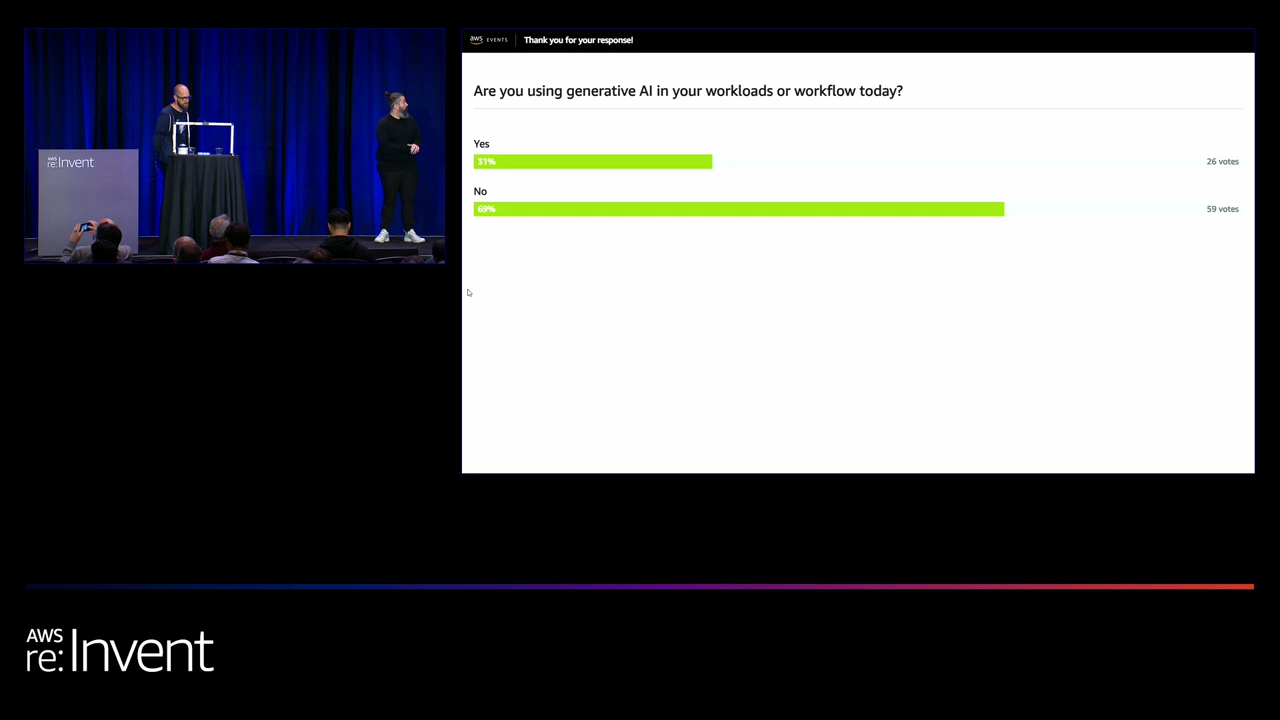 AWS
re:Invent
aws EVENTS Thank you for your response!
Are you using generative AI in your workloads or workflow today?
Yes
31% 26 votes
No
69% 59 votes
AWS
re:Invent